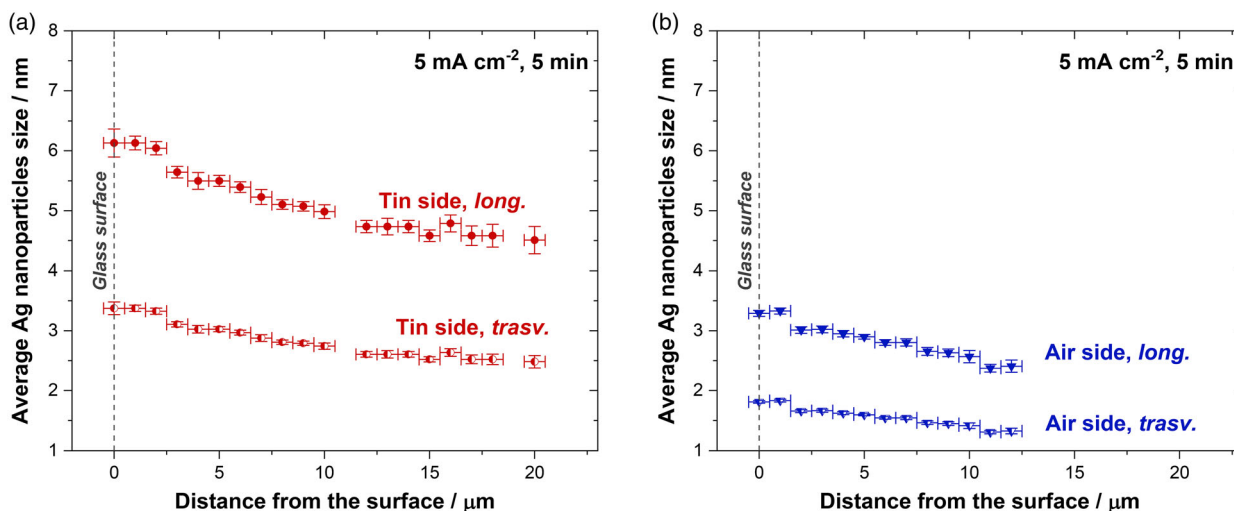 (a)
8
7
6
5
4
3
2
1
Average Ag nanoparticles size / nm
5 mA cm⁻², 5 min
Glass surface
Tin side, long.
Tin side, trasv.
0 5 10 15 20
Distance from the surface / μm
(b)
8
7
6
5
4
3
2
1
Average Ag nanoparticles size / nm
5 mA cm⁻², 5 min
Glass surface
Air side, long.
Air side, trasv.
0 5 10 15 20
Distance from the surface / μm